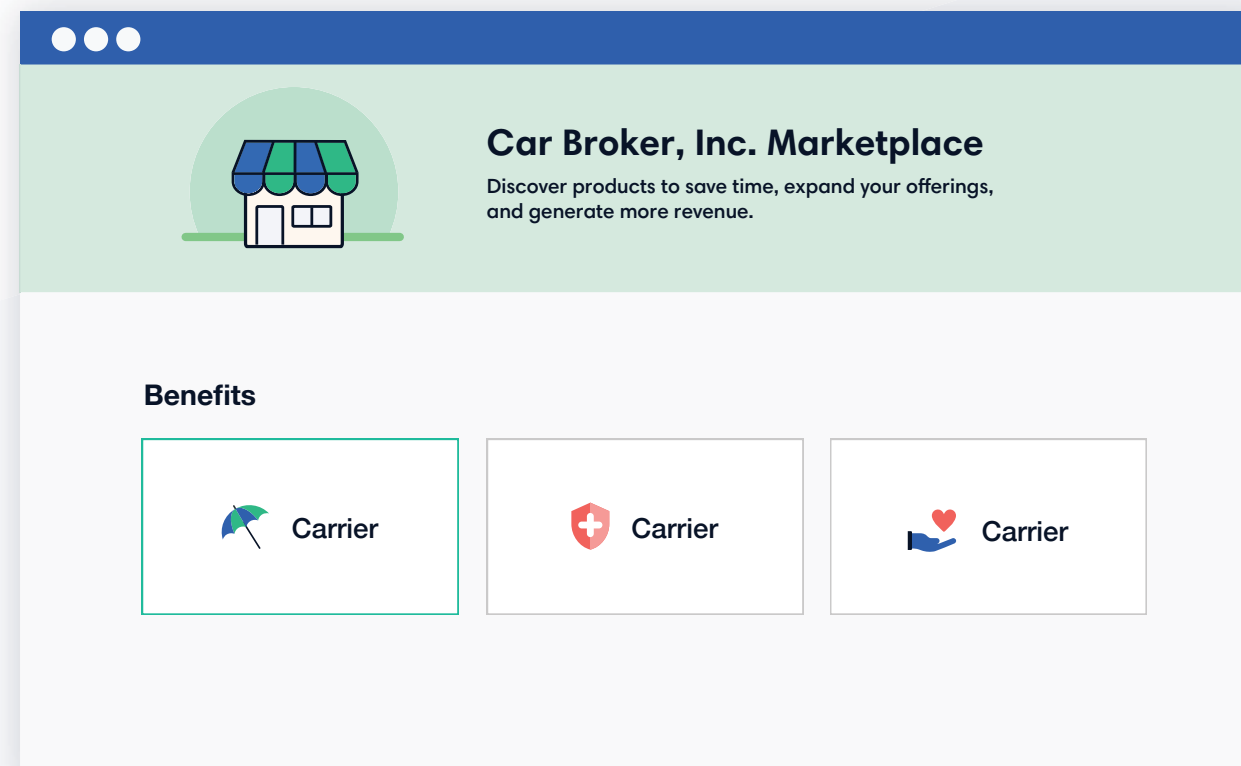 Car Broker, Inc. Marketplace
Discover products to save time, expand your offerings,
and generate more revenue.
Benefits
Carrier
Carrier
Carrier